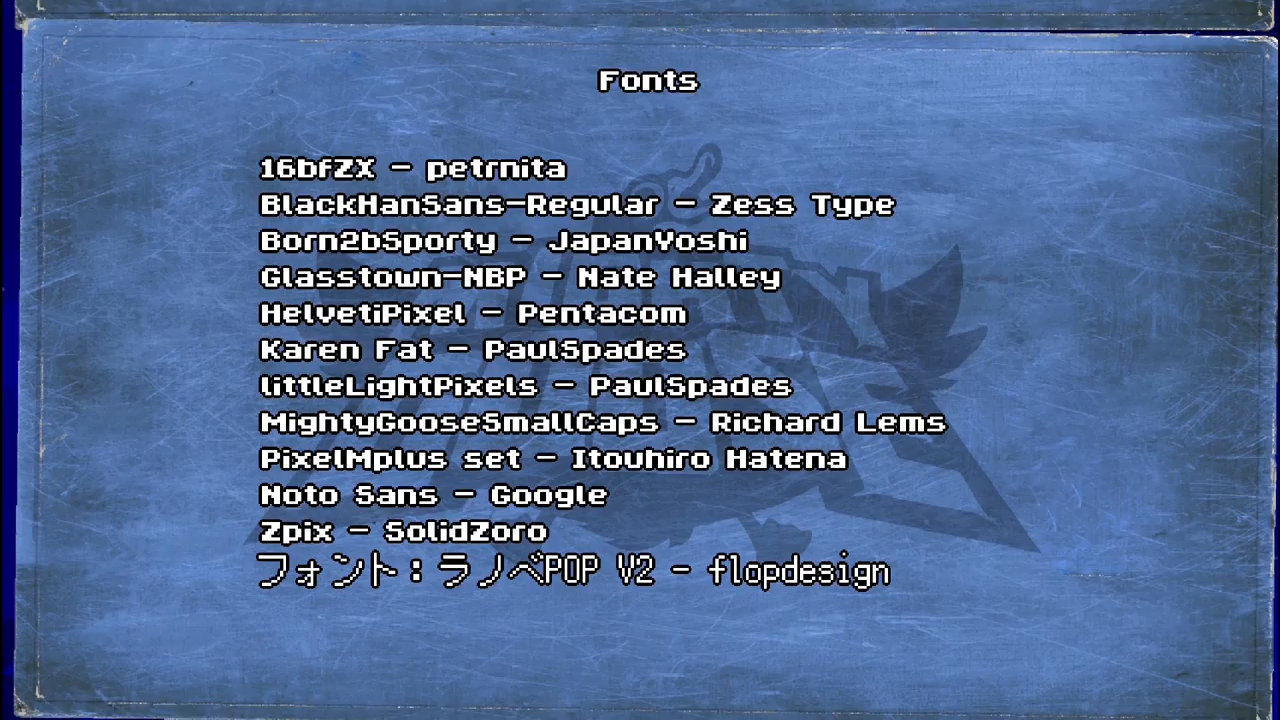 Fonts
16bfZX - petrnita
BlackHanSans-Regular - Zess Type
Born2bSporty - JapanYoshi
Glasstown-NBP - Nate Halley
HelvetiPixel - Pentacom
Karen Fat - PaulSpades
littleLightPixels - PaulSpades
MightyGooseSmallCaps - Richard Lems
PixelMplus set - Itouhiro Hatena
Noto Sans - Google
Zpix - SolidZoro
フォント：ラノベPOP V2 - flopdesign